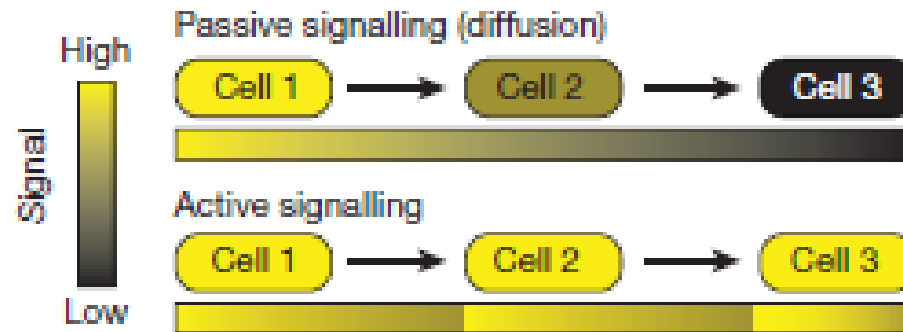 Passive signalling (diffusion)
High
Cell 1
Cell 2
Cell 3
Signal
Active signalling
Cell 1
Cell 2
Cell 3
Low